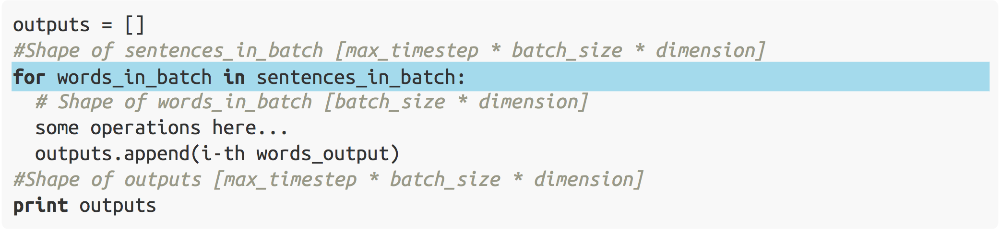 outputs = []
#Shape of sentences_in_batch [max_timestep * batch_size * dimension]
for words_in_batch in sentences_in_batch:
  # Shape of words_in_batch [batch_size * dimension]
  some operations here...
  outputs.append(i-th words_output)
#Shape of outputs [max_timestep * batch_size * dimension]
print outputs